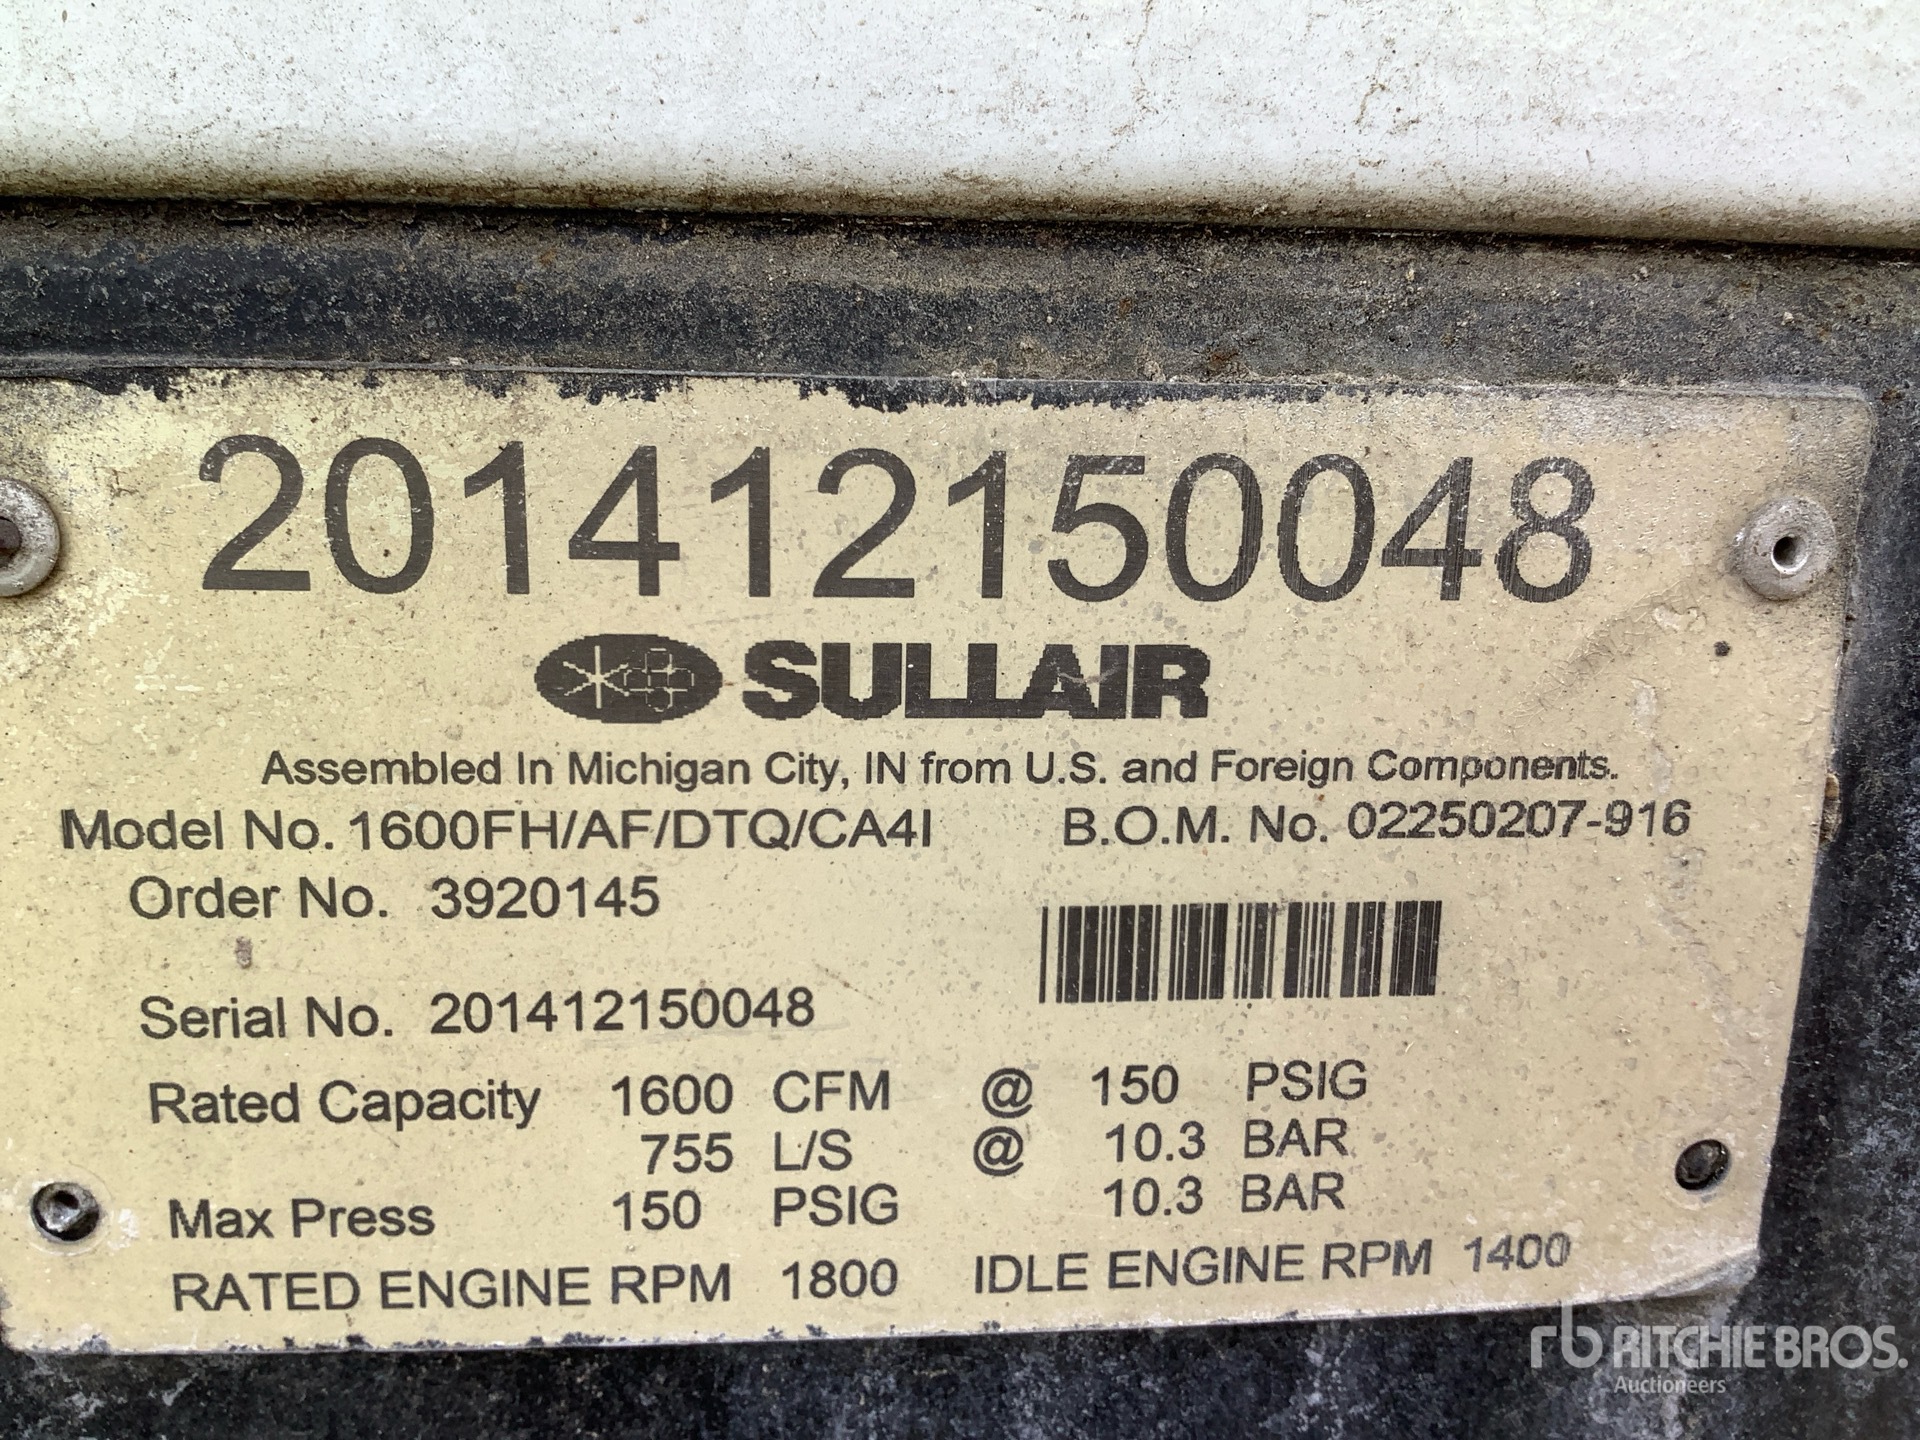 201412150048
SULLAIR
Assembled In Michigan City, IN from U.S. and Foreign Components.
Model No. 1600FH/AF/DTQ/CA4I B.O.M. No. 02250207-916
Order No. 3920145
Serial No. 201412150048
Rated Capacity 1600 CFM @ 150 PSIG
755 L/S @ 10.3 BAR
Max Press 150 PSIG 10.3 BAR
RATED ENGINE RPM 1800 IDLE ENGINE RPM 1400
rb RITCHIE BROS.
Auctioneers